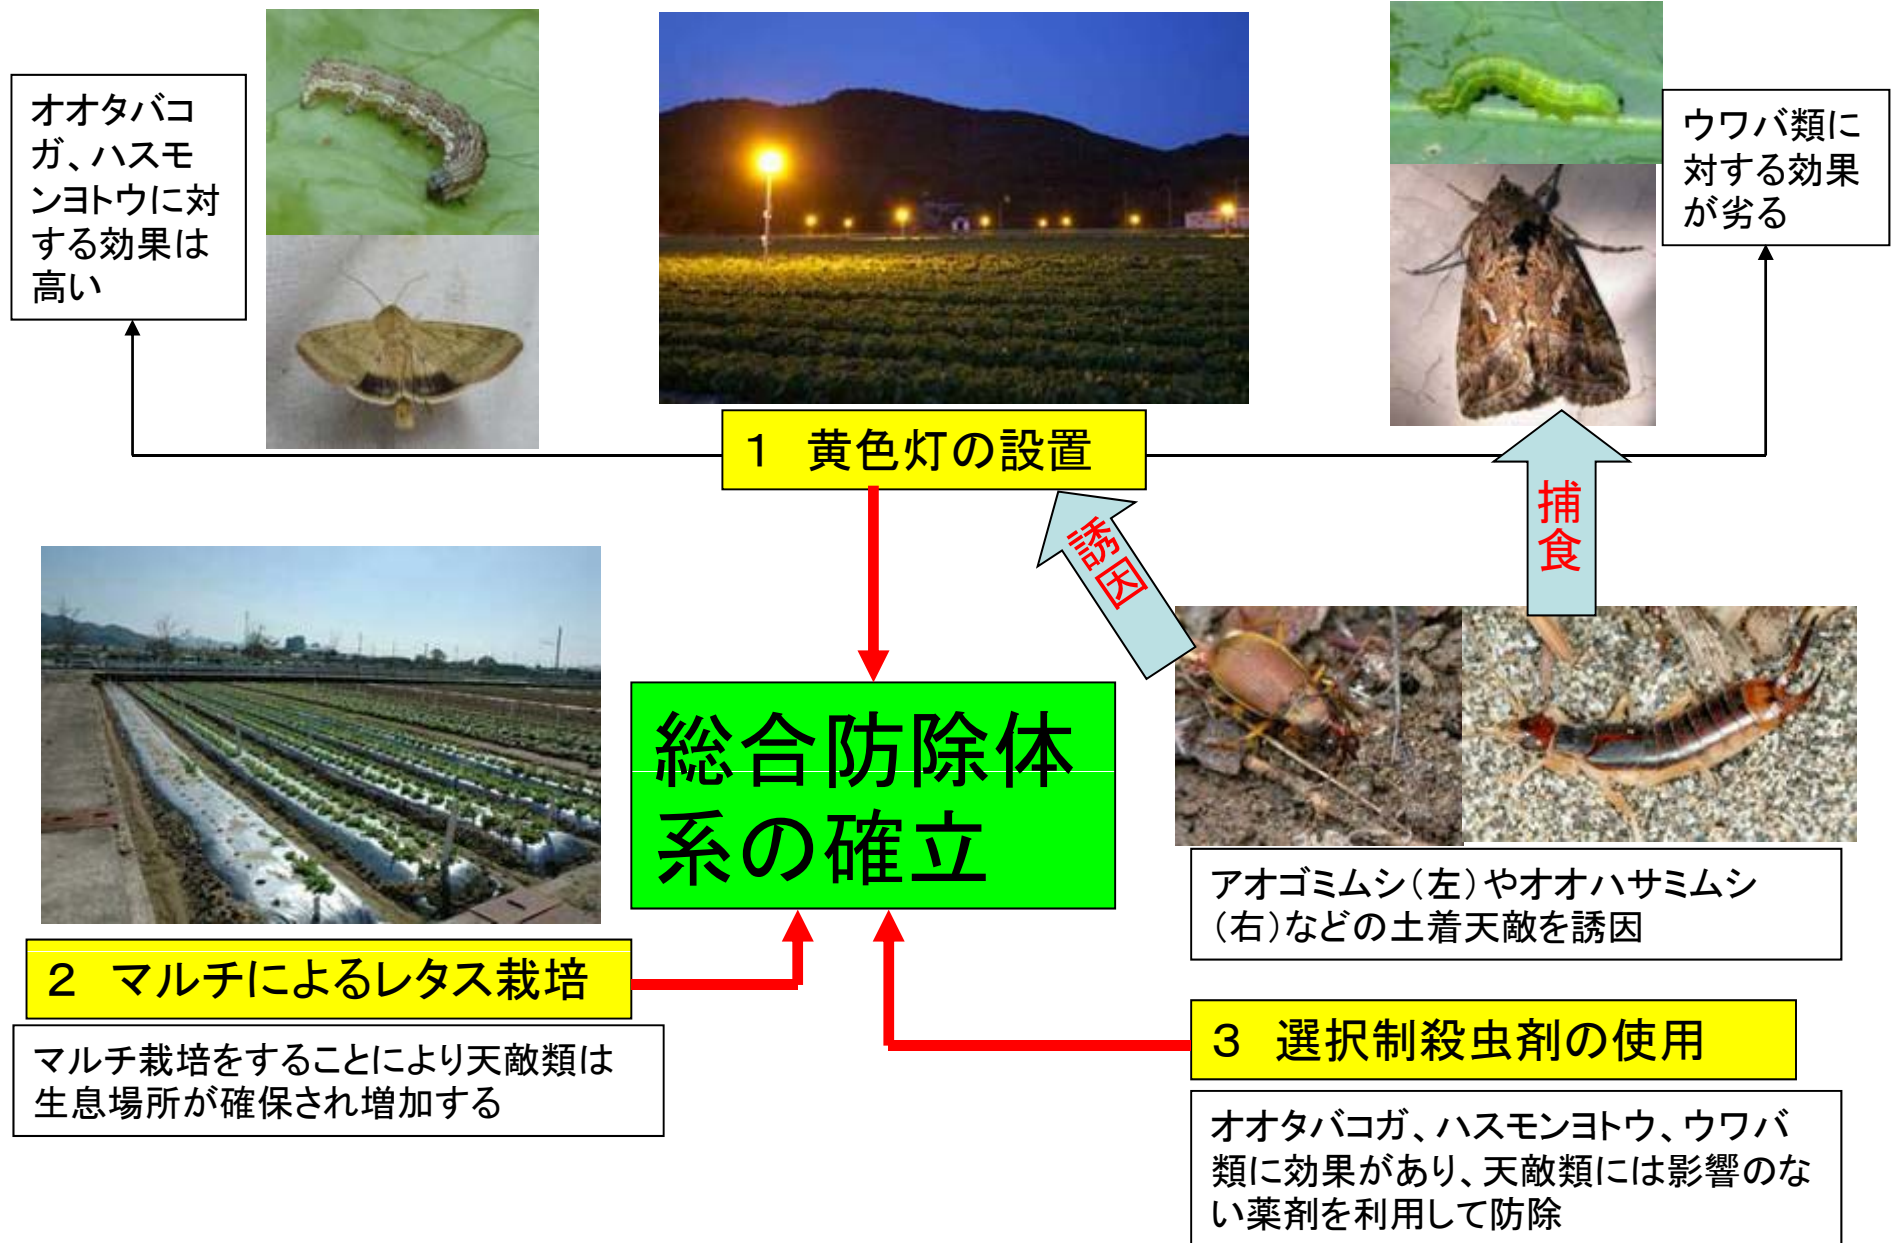 オオタバコ
ガ、ハスモ
ンヨトウに対
する効果は
高い
ウワバ類に
対する効果
が劣る
１　黄色灯の設置
誘因
捕食
総合防除体
系の確立
アオゴミムシ（左）やオオハサミムシ
（右）などの土着天敵を誘因
２　マルチによるレタス栽培
マルチ栽培をすることにより天敵類は
生息場所が確保され増加する
３　選択制殺虫剤の使用
オオタバコガ、ハスモンヨトウ、ウワバ
類に効果があり、天敵類には影響のな
い薬剤を利用して防除